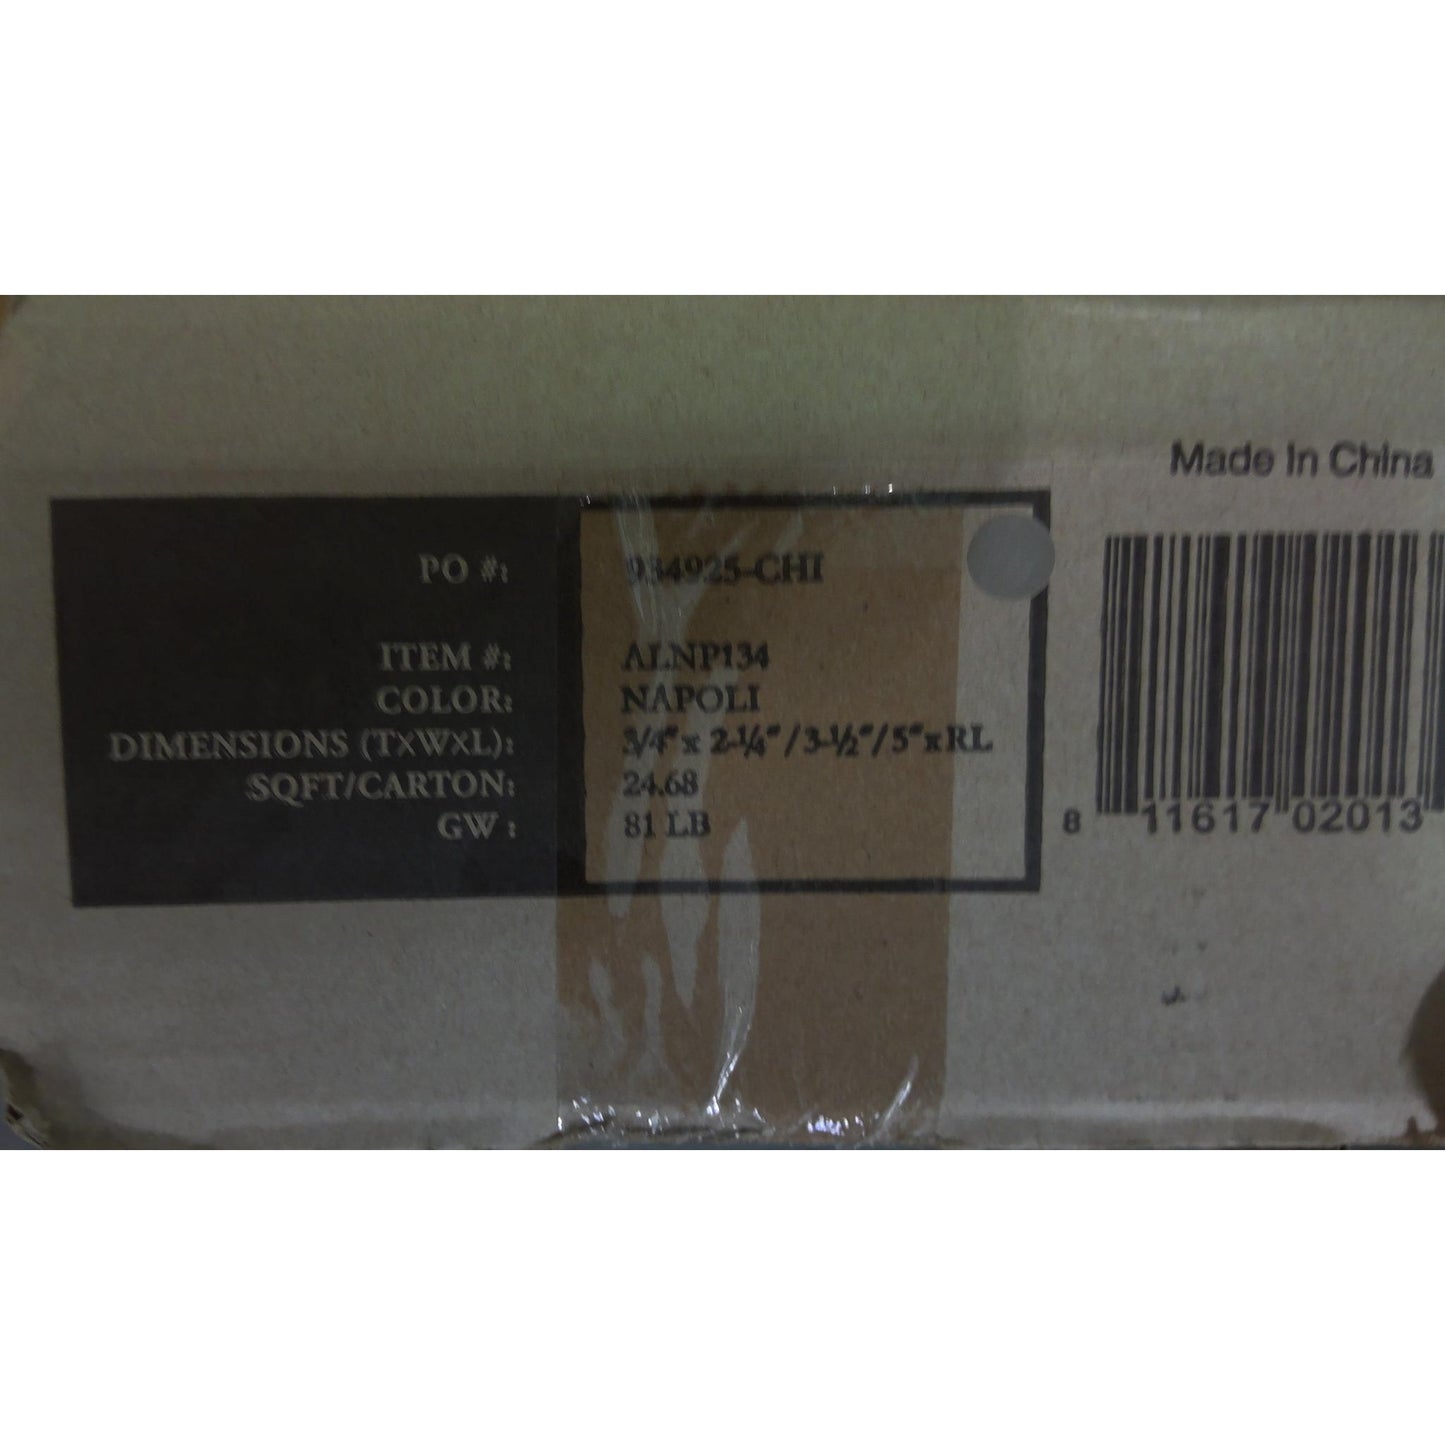 Made In China
PO #: 934925-CHI
ITEM #: ALNP134
COLOR: NAPOLI
DIMENSIONS (TXWXL): 3/4" x 2-¼" / 3-½" / 5" x RL
SQFT/CARTON: 24.68
GW : 81 LB
8 11617 02013